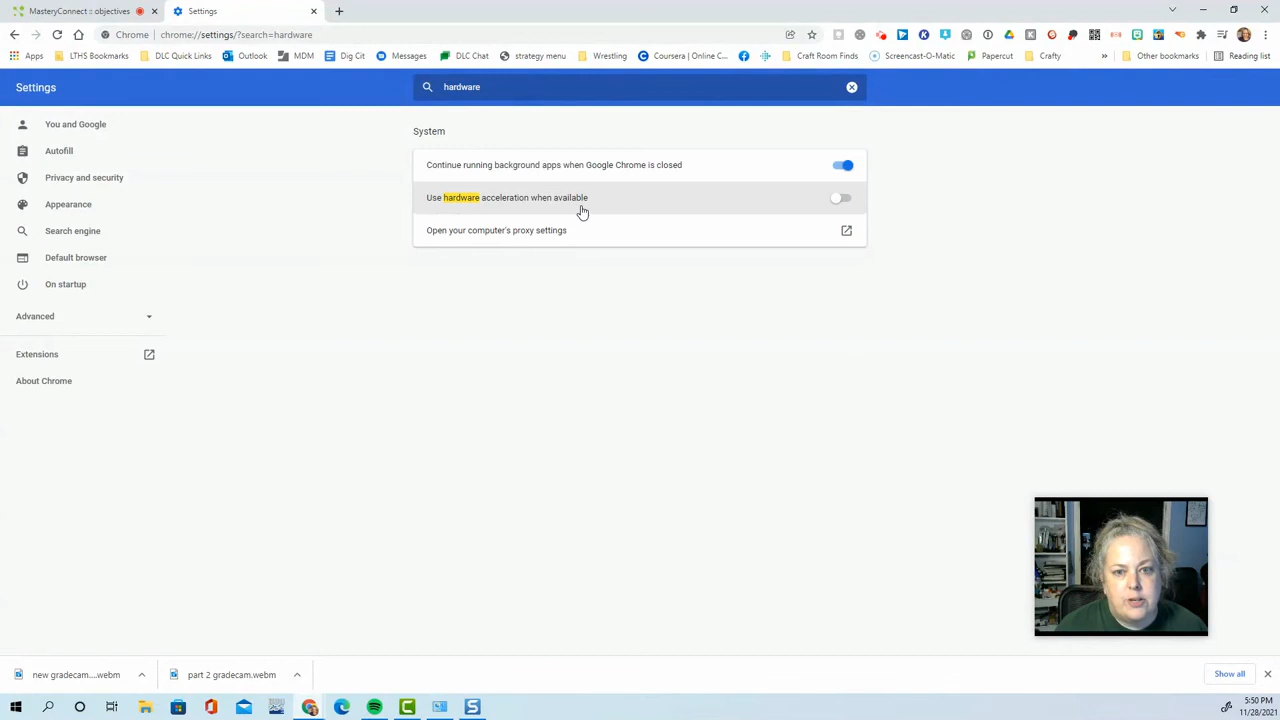 MasteryConnect :: objectives
Settings
Chrome
chrome://settings/?search=hardware
Apps
LTHS Bookmarks
DLC Quick Links
Outlook
MDM
Dig Cit
Messages
DLC Chat
strategy menu
Wrestling
Coursera | Online C...
Craft Room Finds
Screencast-O-Matic
Papercut
Crafty
»
Other bookmarks
Reading list
Settings
hardware
You and Google
Autofill
Privacy and security
Appearance
Search engine
Default browser
On startup
Advanced
Extensions
About Chrome
System
Continue running background apps when Google Chrome is closed
Use hardware acceleration when available
Open your computer's proxy settings
new gradecam....webm
part 2 gradecam.webm
Show all
5:50 PM
11/28/2021